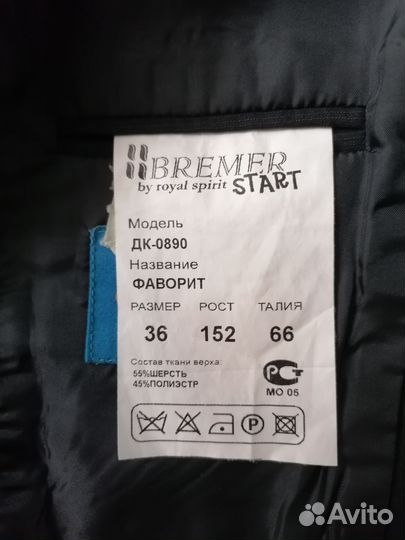 BREMER
by royal spirit START
Модель
ДК-0890
Название
ФАВОРИТ
РАЗМЕР РОСТ ТАЛИЯ
36 152 66
Состав ткани верха:
55%ШЕРСТЬ
45%ПОЛИЭСТР
РСТ
МО 05
P
Avito